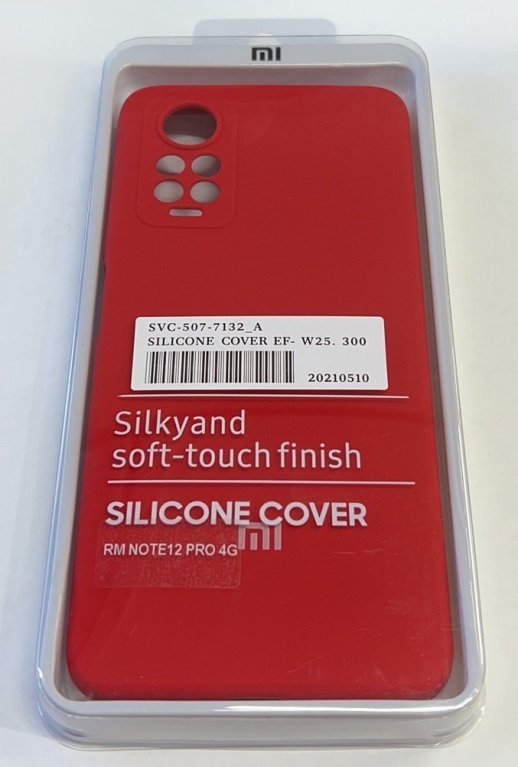 mi
SVC-507-7132_A
SILICONE COVER EF- W25. 300
20210510
Silkyand
soft-touch finish
SILICONE COVER
mi
RM NOTE12 PRO 4G